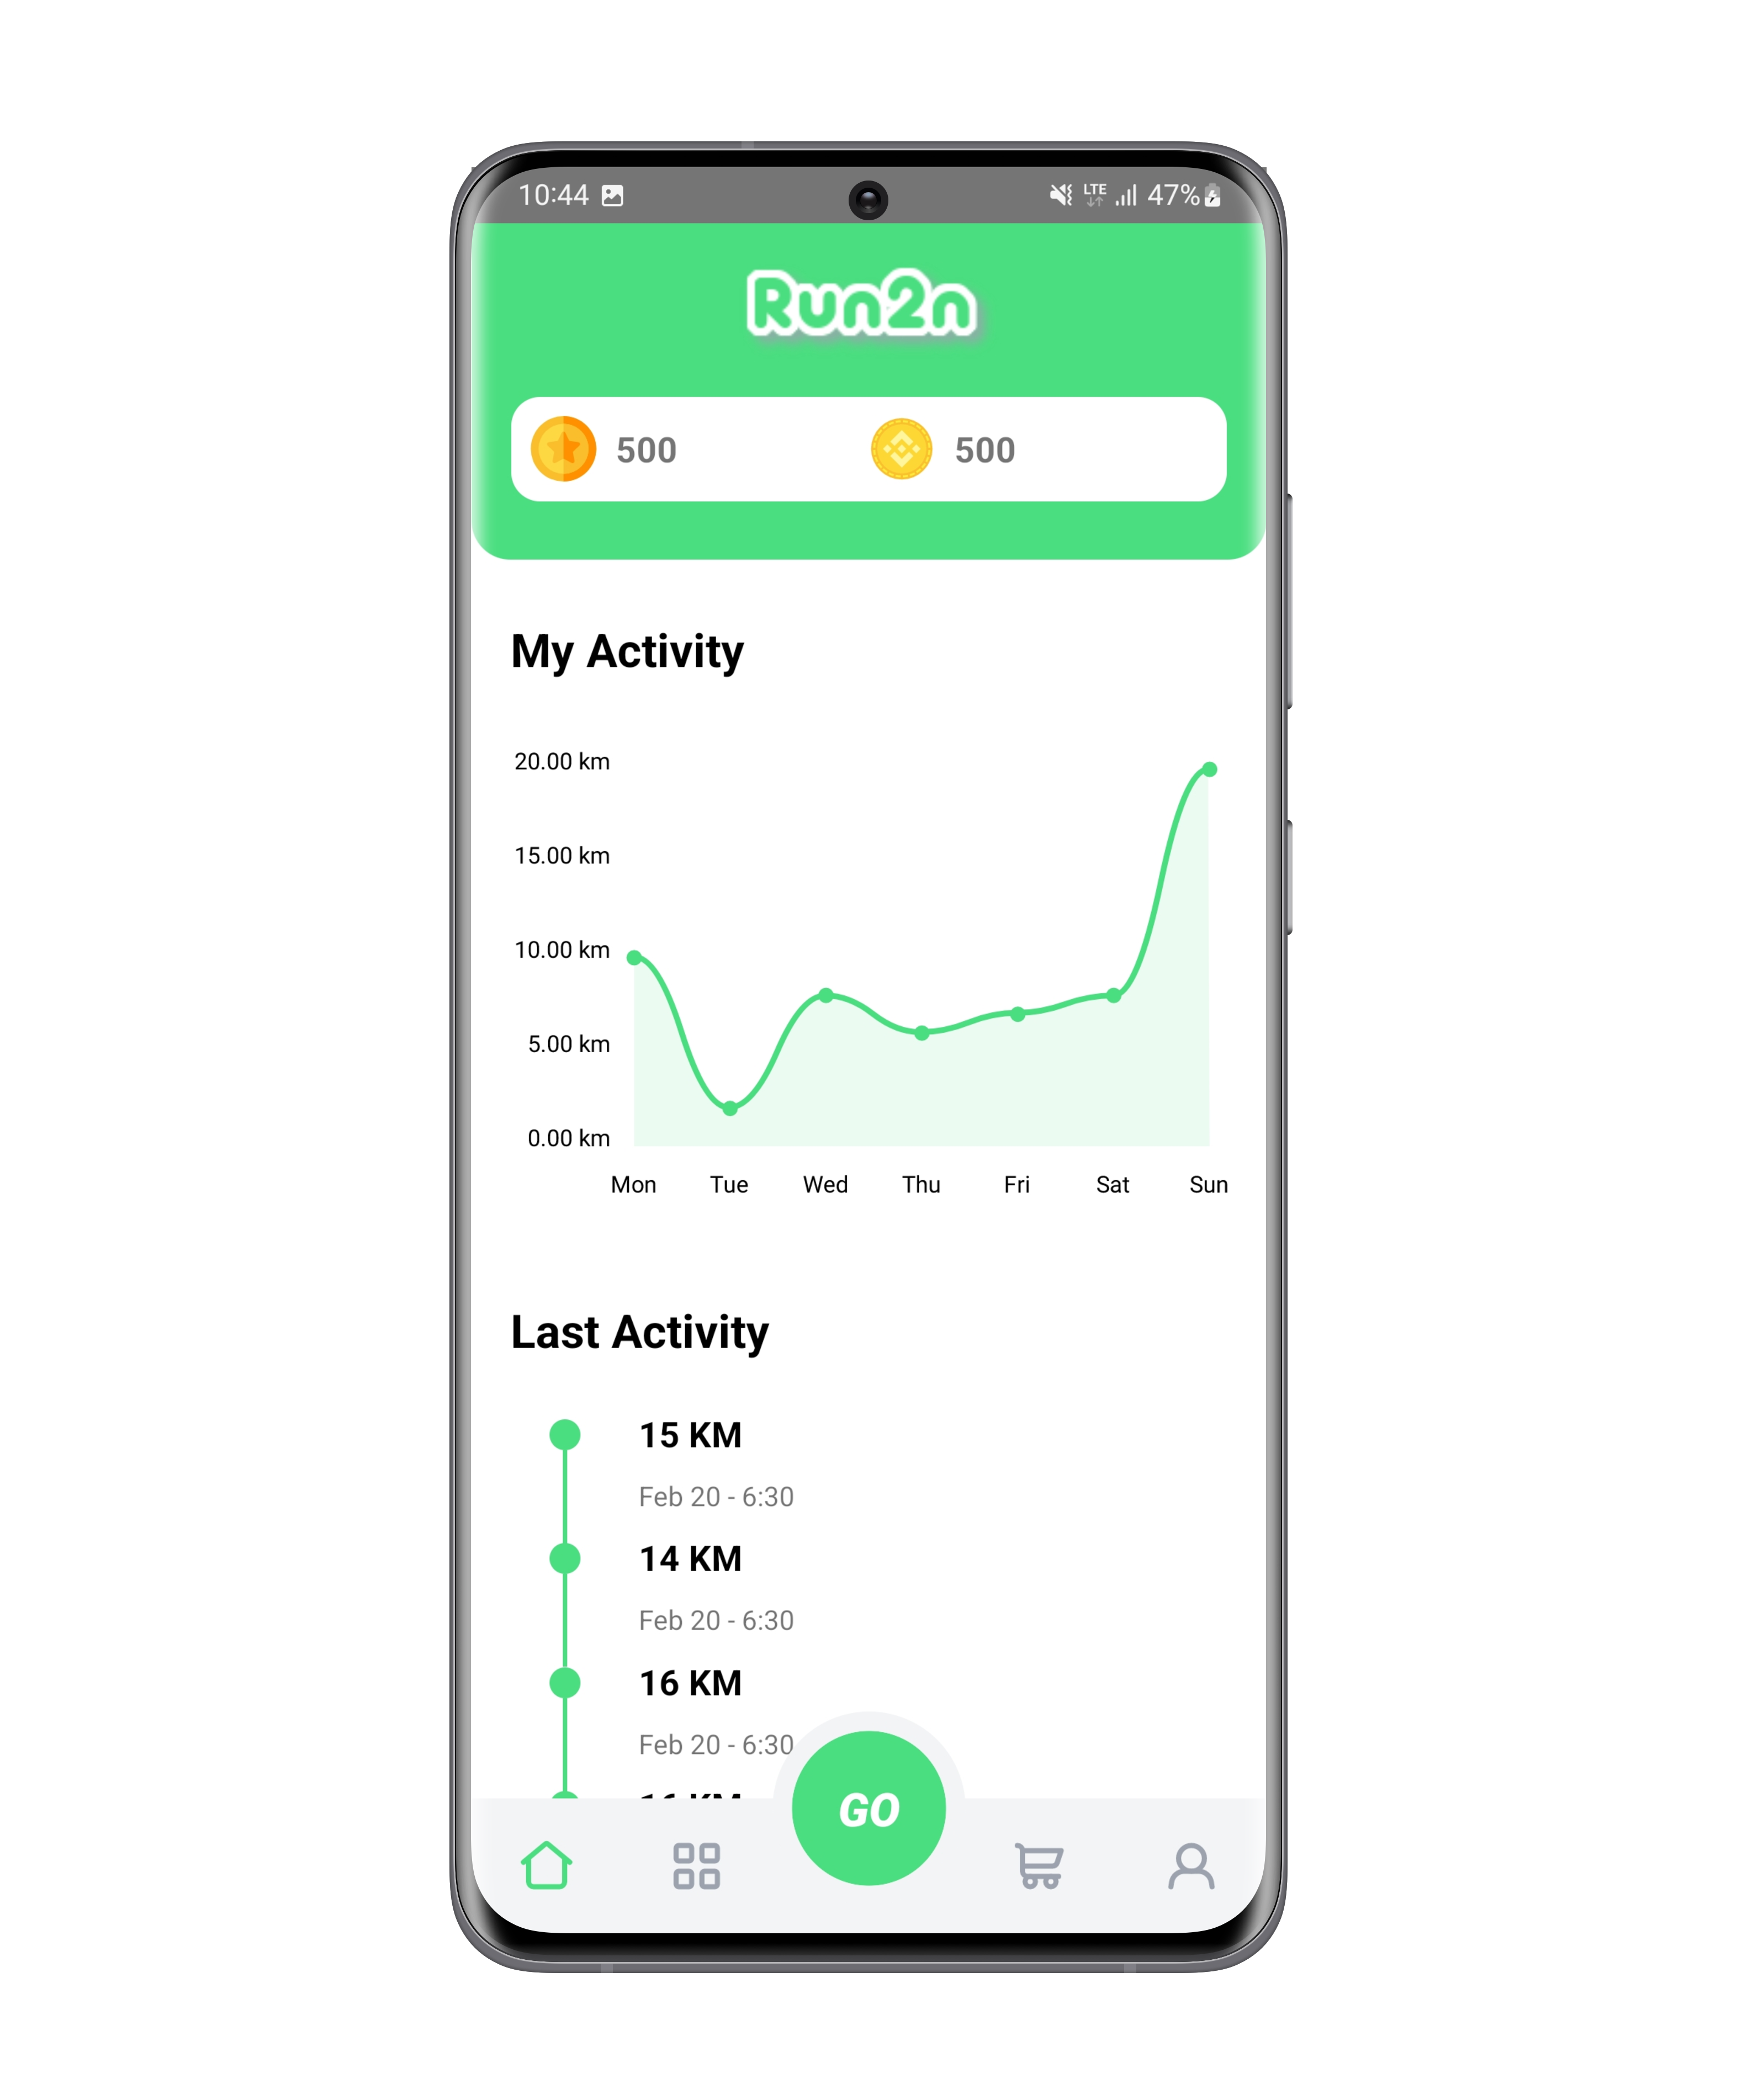 10:44
LTE 47%
Run2n
500 500
My Activity
20.00 km
15.00 km
10.00 km
5.00 km
0.00 km
Mon Tue Wed Thu Fri Sat Sun
Last Activity
15 KM
Feb 20 - 6:30
14 KM
Feb 20 - 6:30
16 KM
Feb 20 - 6:30
GO